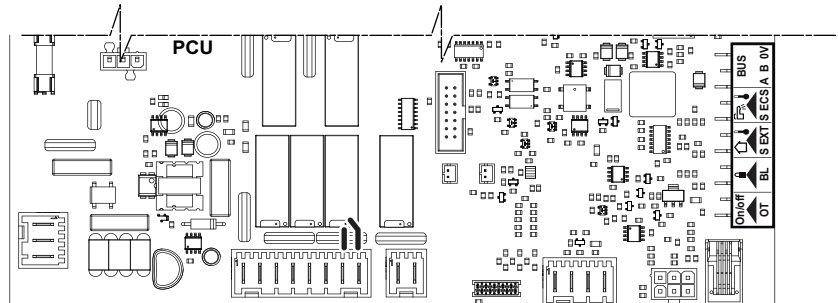 PCU
BUS
A B 0V
S ECS
S EXT
BL
On/off
OT